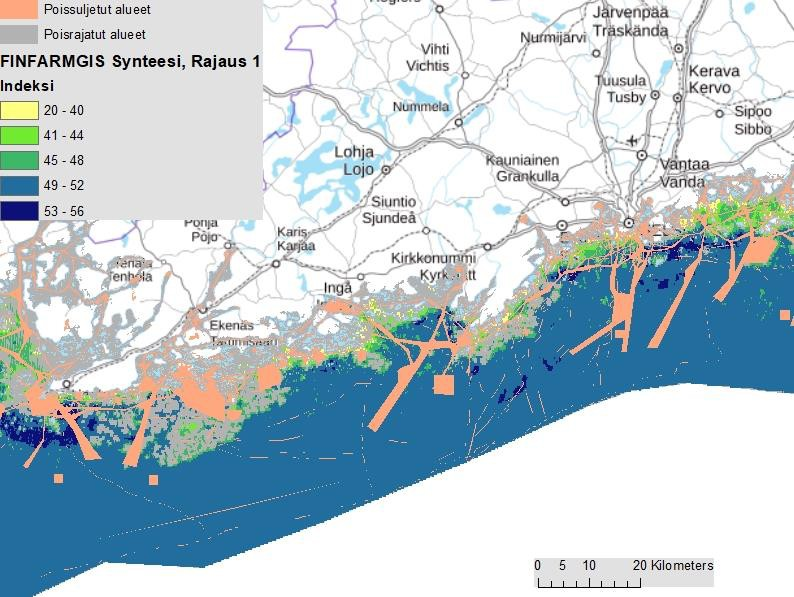 Poissuljetut alueet
Poisrajatut alueet
FINFARMGIS Synteesi, Rajaus 1
Indeksi
20 - 40
41 - 44
45 - 48
49 - 52
53 - 56
Vihti
Vichtis
Nummela
Nurmijärvi
Järvenpää
Träskända
Tuusula
Tusby
Kerava
Kervo
Sipoo
Sibbo
Lohja
Lojo
Kauniainen
Grankulla
Vantaa
Vanda
Siuntio
Sjundeå
Karis
Karjaa
Kirkkonummi
Pohja
Pojo
Ingå
Ekenäs
0 5 10 20 Kilometers